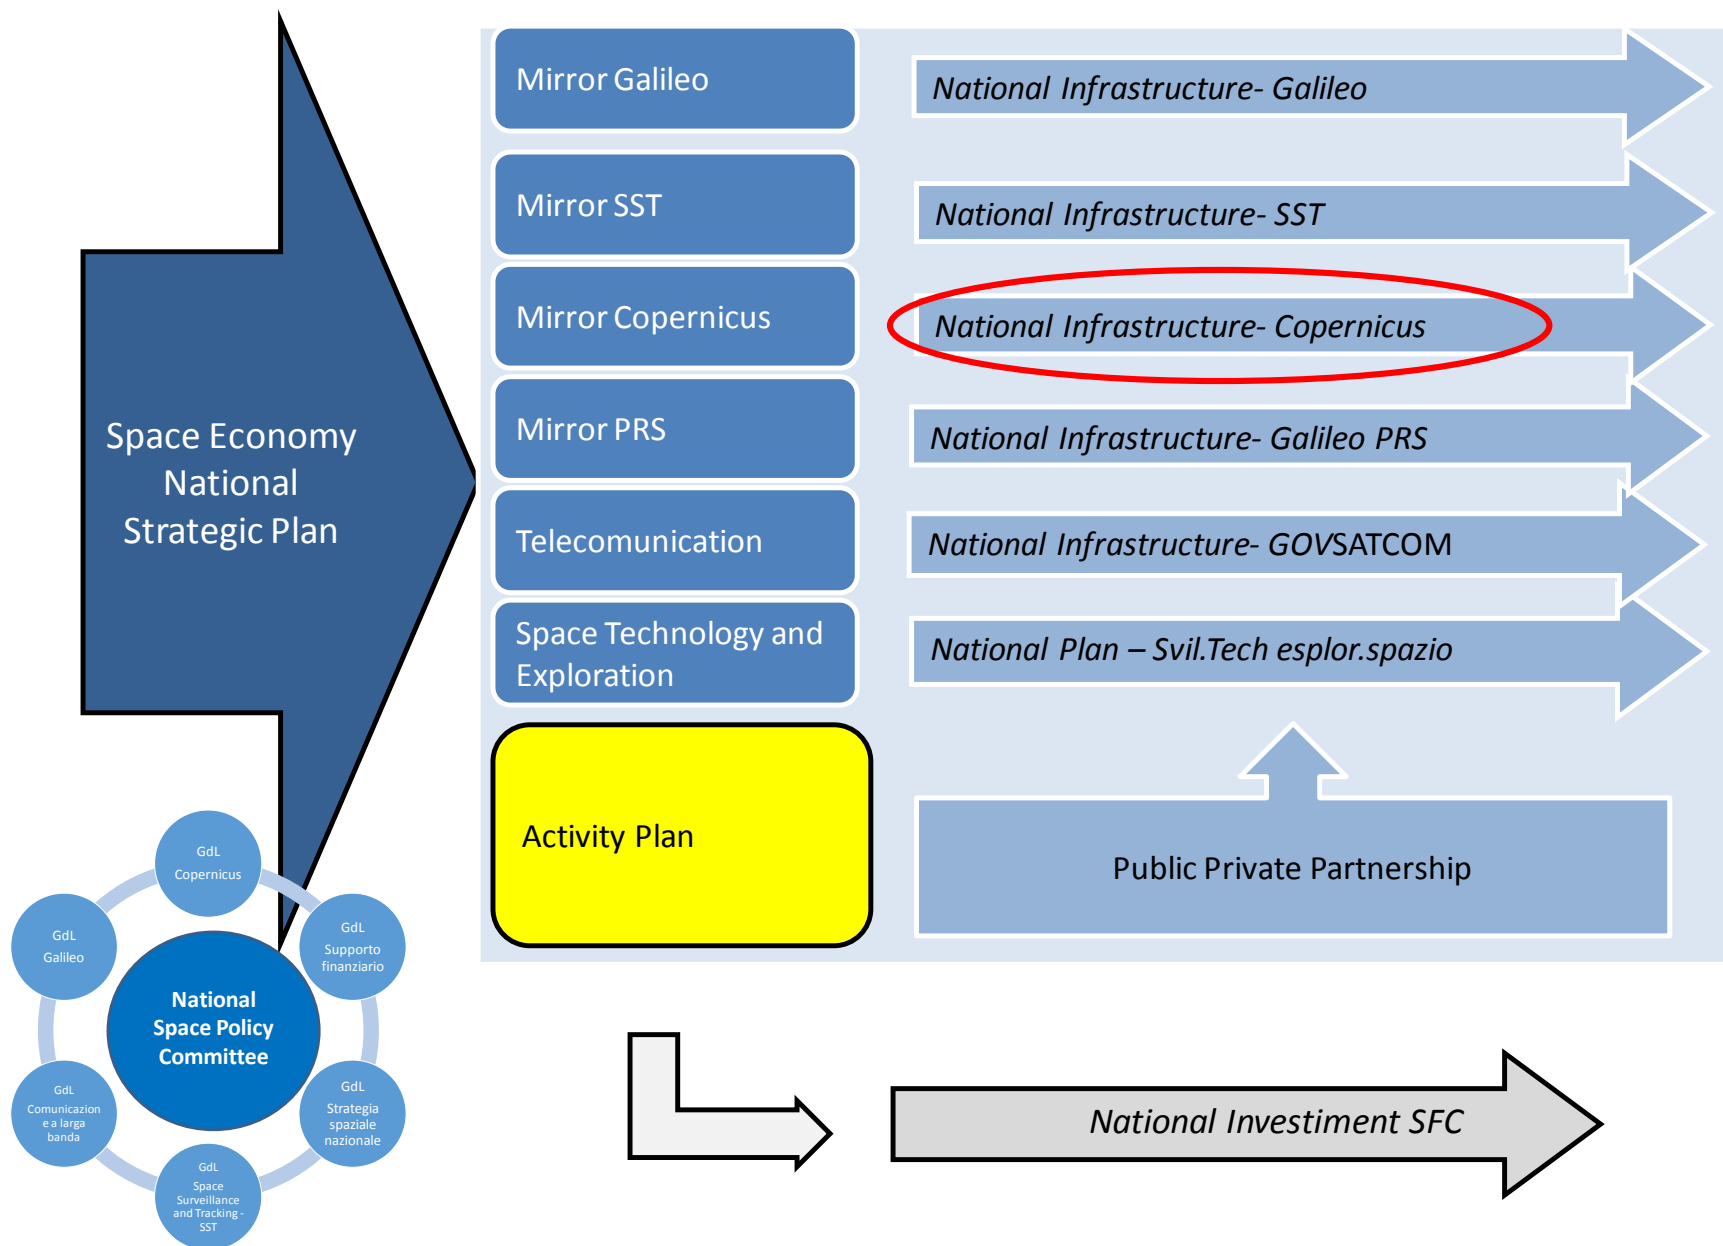 Mirror Galileo
National Infrastructure- Galileo
Mirror SST
National Infrastructure- SST
Mirror Copernicus
National Infrastructure- Copernicus
Mirror PRS
National Infrastructure- Galileo PRS
Telecomunication
National Infrastructure- GOVSATCOM
Space Technology and
Exploration
National Plan – Svil.Tech esplor.spazio
Space Economy
National
Strategic Plan
Activity Plan
Public Private Partnership
GdL
Copernicus
GdL
Supporto
finanziario
GdL
Galileo
National
Space Policy
Committee
GdL
Comunicazion
e a larga
banda
GdL
Strategia
spaziale
nazionale
GdL
Space
Surveillance
and Tracking -
SST
National Investiment SFC